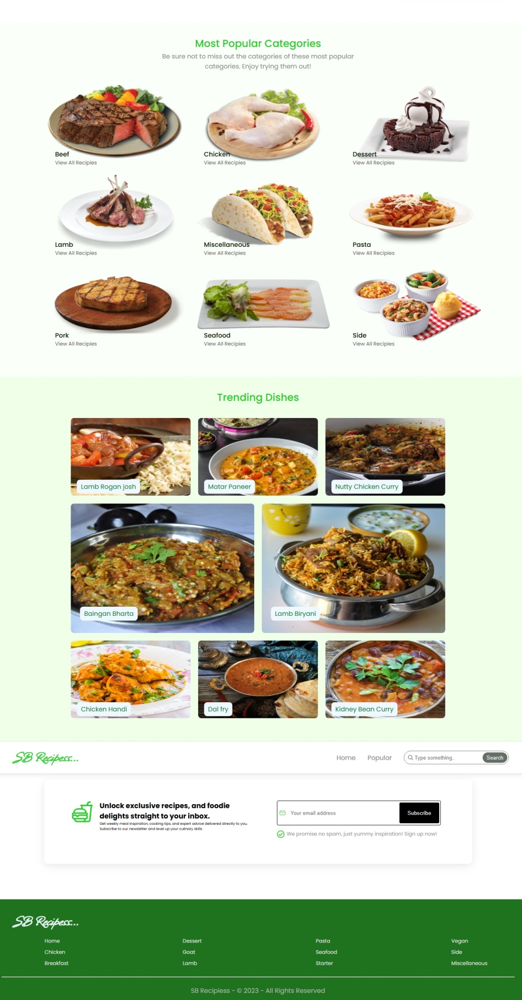 Most Popular Categories
Be sure not to miss out the categories of these most popular
categories. Enjoy trying them out!
Beef
View All Recipies
Chicken
View All Recipies
Dessert
View All Recipies
Lamb
View All Recipies
Miscellaneous
View All Recipies
Pasta
View All Recipies
Pork
View All Recipies
Seafood
View All Recipies
Side
View All Recipies
Trending Dishes
Lamb Rogan josh
Matar Paneer
Nutty Chicken Curry
Baingan Bharta
Lamb Biryani
Chicken Handi
Dal fry
Kidney Bean Curry
SB Recipess...
Home
Popular
Type something..
Search
Unlock exclusive recipes, and foodie
delights straight to your inbox.
Get weekly meal inspiration, cooking tips, and expert advice delivered directly to you.
Subscribe to our newsletter and level up your culinary skills
Your email address
Subscribe
We promise no spam, just yummy inspiration! Sign up now!
SB Recipess...
Home
Chicken
Breakfast
Dessert
Goat
Lamb
Pasta
Seafood
Starter
Vegan
Side
Miscellaneous
SB Recipiess - © 2023 - All Rights Reserved